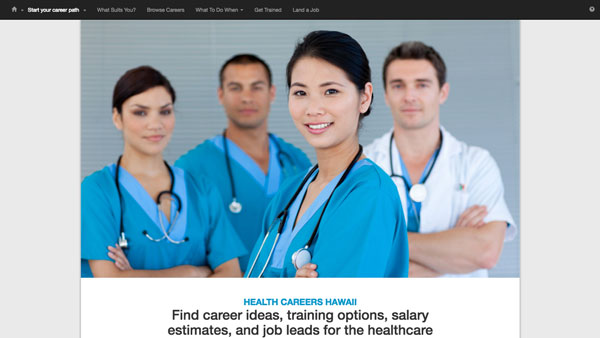 Start your career path
What Suits You?
Browse Careers
What To Do When
Get Trained
Land a Job
HEALTH CAREERS HAWAII
Find career ideas, training options, salary
estimates, and job leads for the healthcare